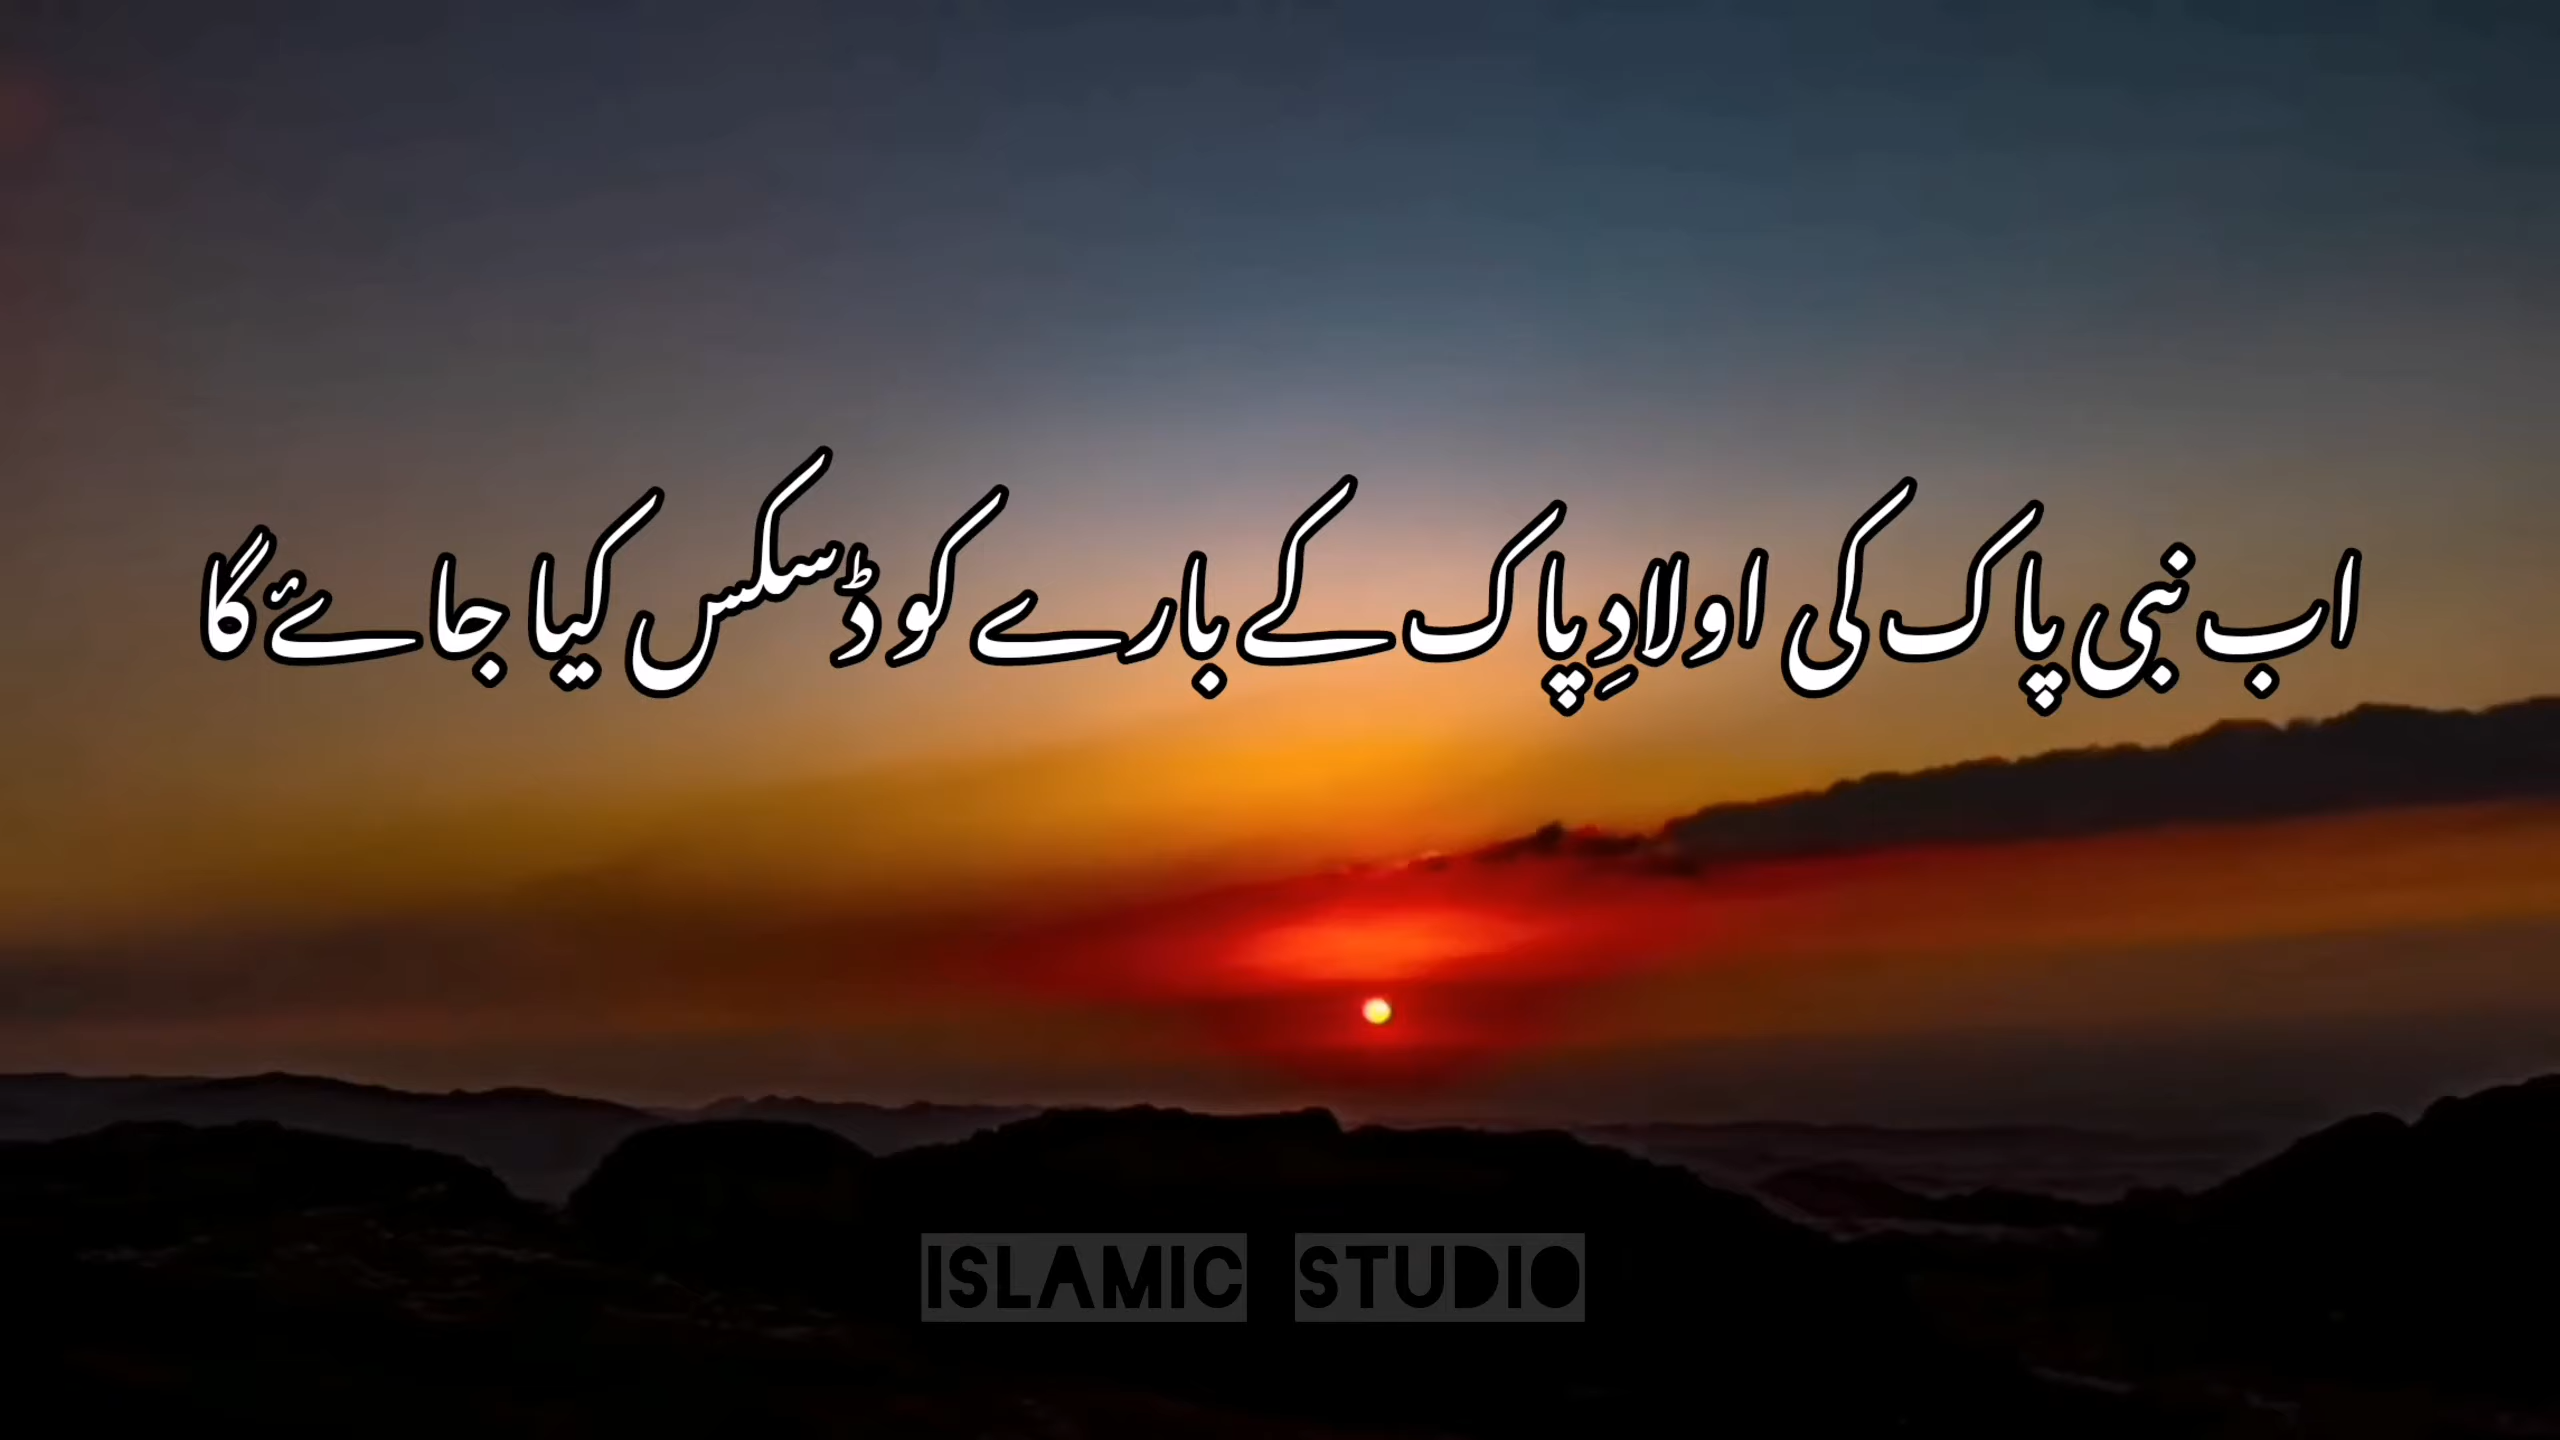 اب نبی پاک کی اولادِ پاک کے بارے کو ڈسکس کیا جائے گا
ISLAMIC STUDIO